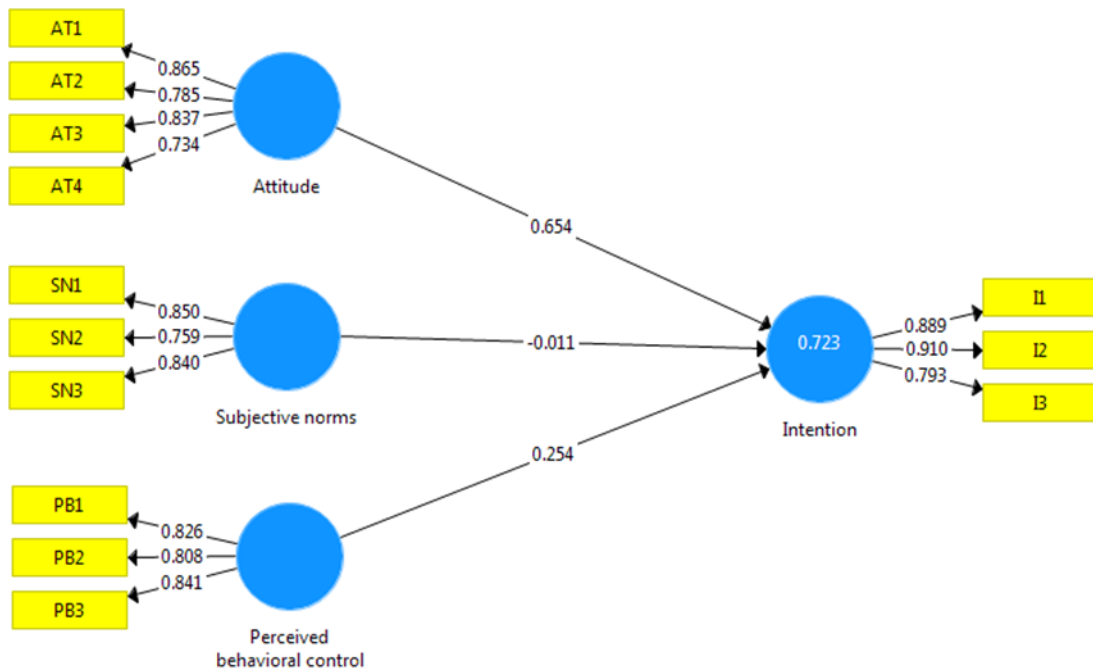 AT1
0.865
AT2
0.785
AT3
0.837
0.734
AT4
Attitude
0.654
SN1
0.850
SN2
0.759
SN3
0.840
Subjective norms
-0.011
0.723
Intention
0.889
I1
0.910
I2
0.793
I3
0.254
PB1
0.826
PB2
0.808
0.841
PB3
Perceived
behavioral control